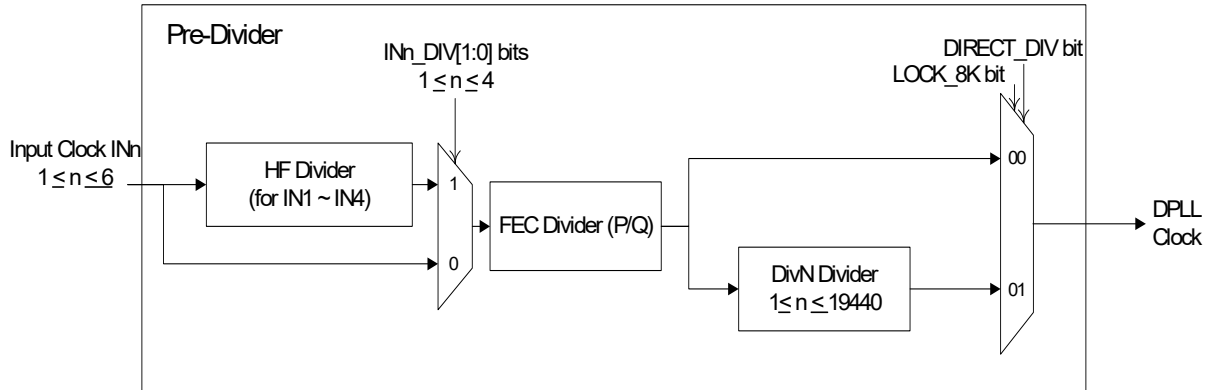 Pre-Divider
INn_DIV[1:0] bits
1 ≤ n ≤ 4
DIRECT_DIV bit
LOCK_8K bit
Input Clock INn
1 ≤ n ≤ 6
HF Divider
(for IN1 ~ IN4)
1
0
FEC Divider (P/Q)
DivN Divider
1 ≤ n ≤ 19440
00
01
DPLL
Clock